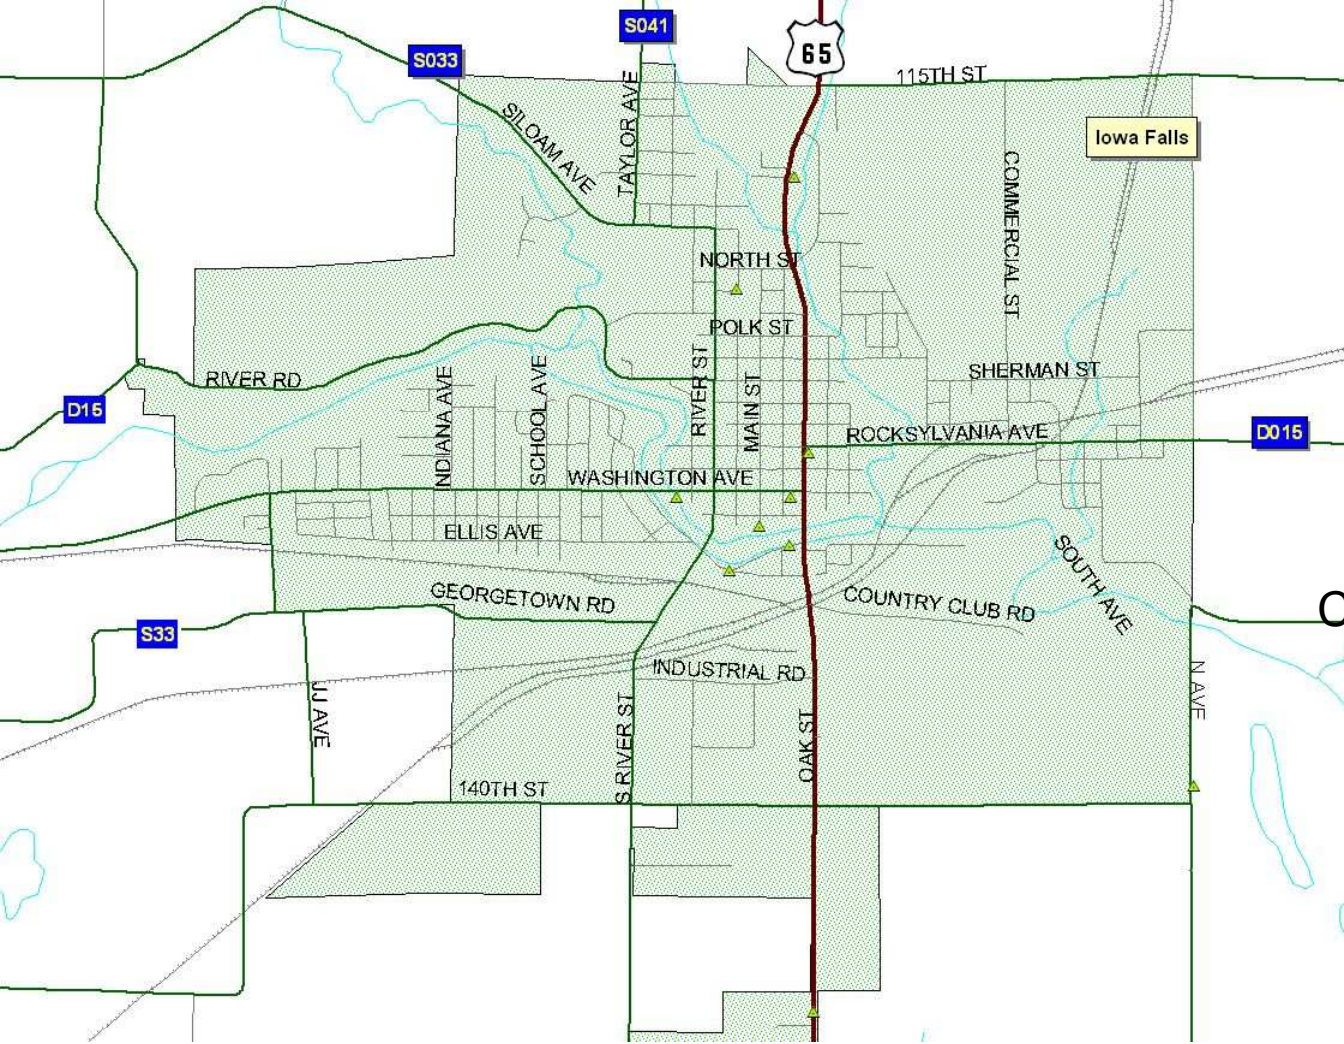 S041
65
S033
115TH ST
TAYLOR AVE
SILOAM AVE
Iowa Falls
COMMERCIAL ST
NORTH ST
POLK ST
RIVER RD
INDIANA AVE
SCHOOL AVE
RIVER ST
MAIN ST
SHERMAN ST
D15
ROCKSYLVANIA AVE
D015
WASHINGTON AVE
ELLIS AVE
SOUTH AVE
GEORGETOWN RD
COUNTRY CLUB RD
S33
INDUSTRIAL RD
N AVE
JJ AVE
S RIVER ST
OAK ST
140TH ST